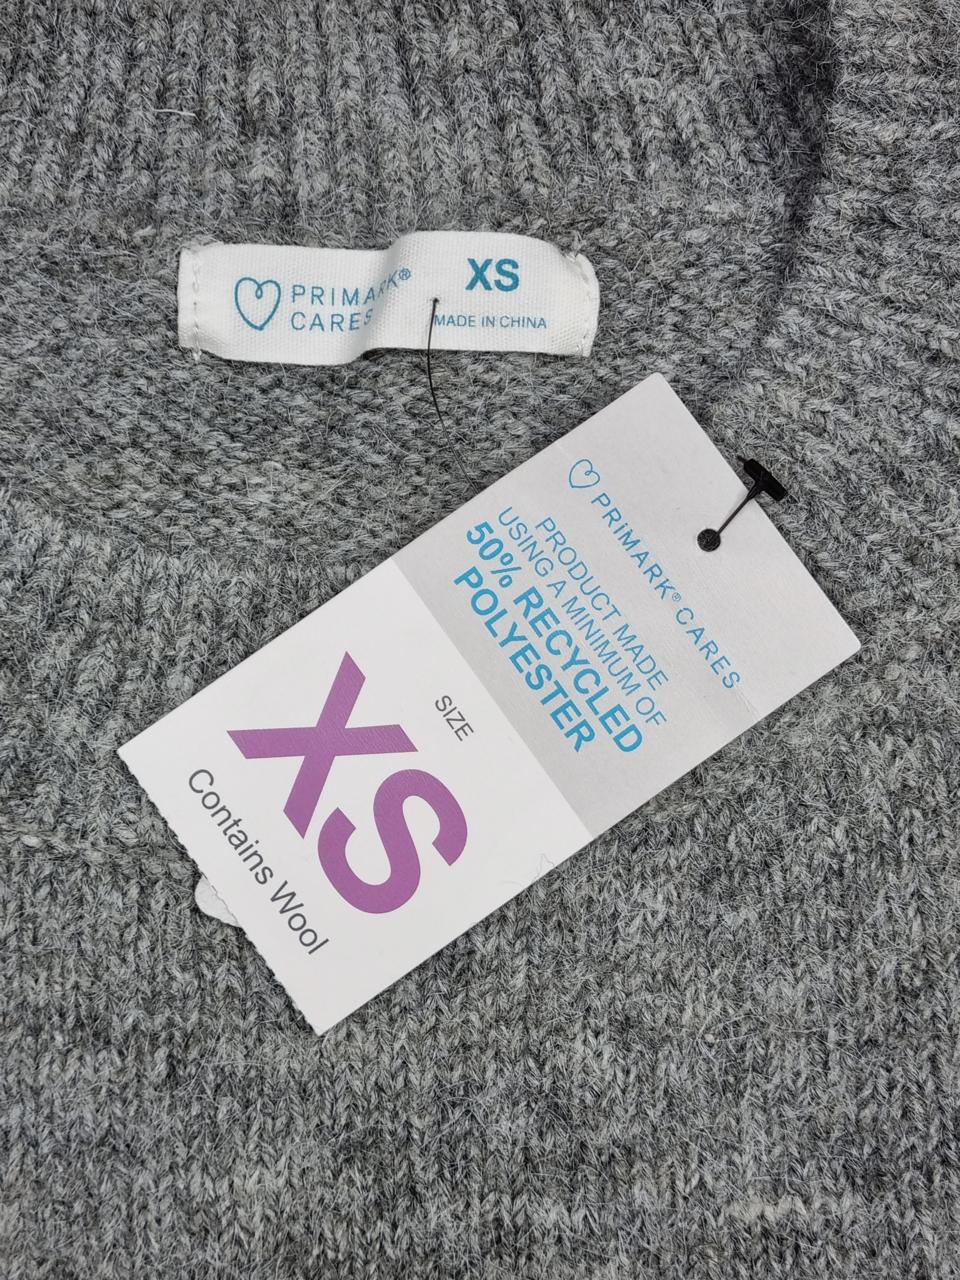 PRIMARK®
CARES
XS
MADE IN CHINA
PRIMARK® CARES
PRODUCT MADE
USING A MINIMUM OF
50% RECYCLED
POLYESTER
SIZE
XS
Contains Wool